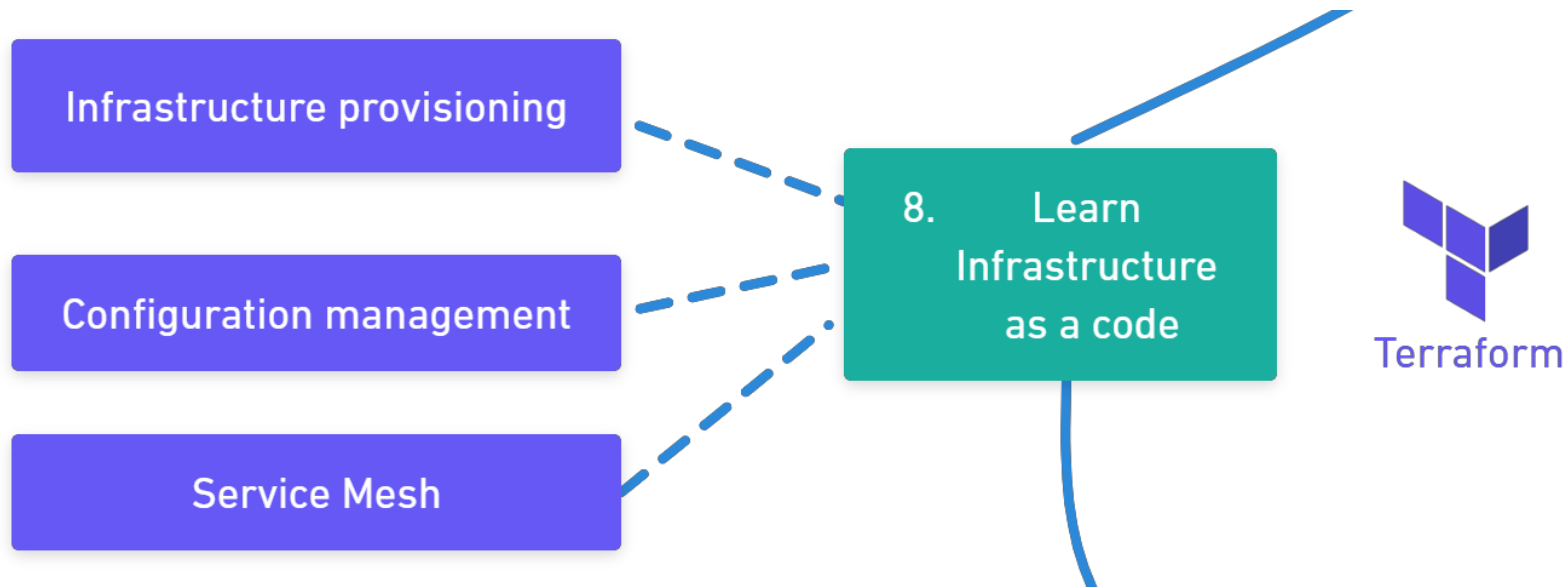 Infrastructure provisioning
Configuration management
Service Mesh
8. Learn
Infrastructure
as a code
Terraform